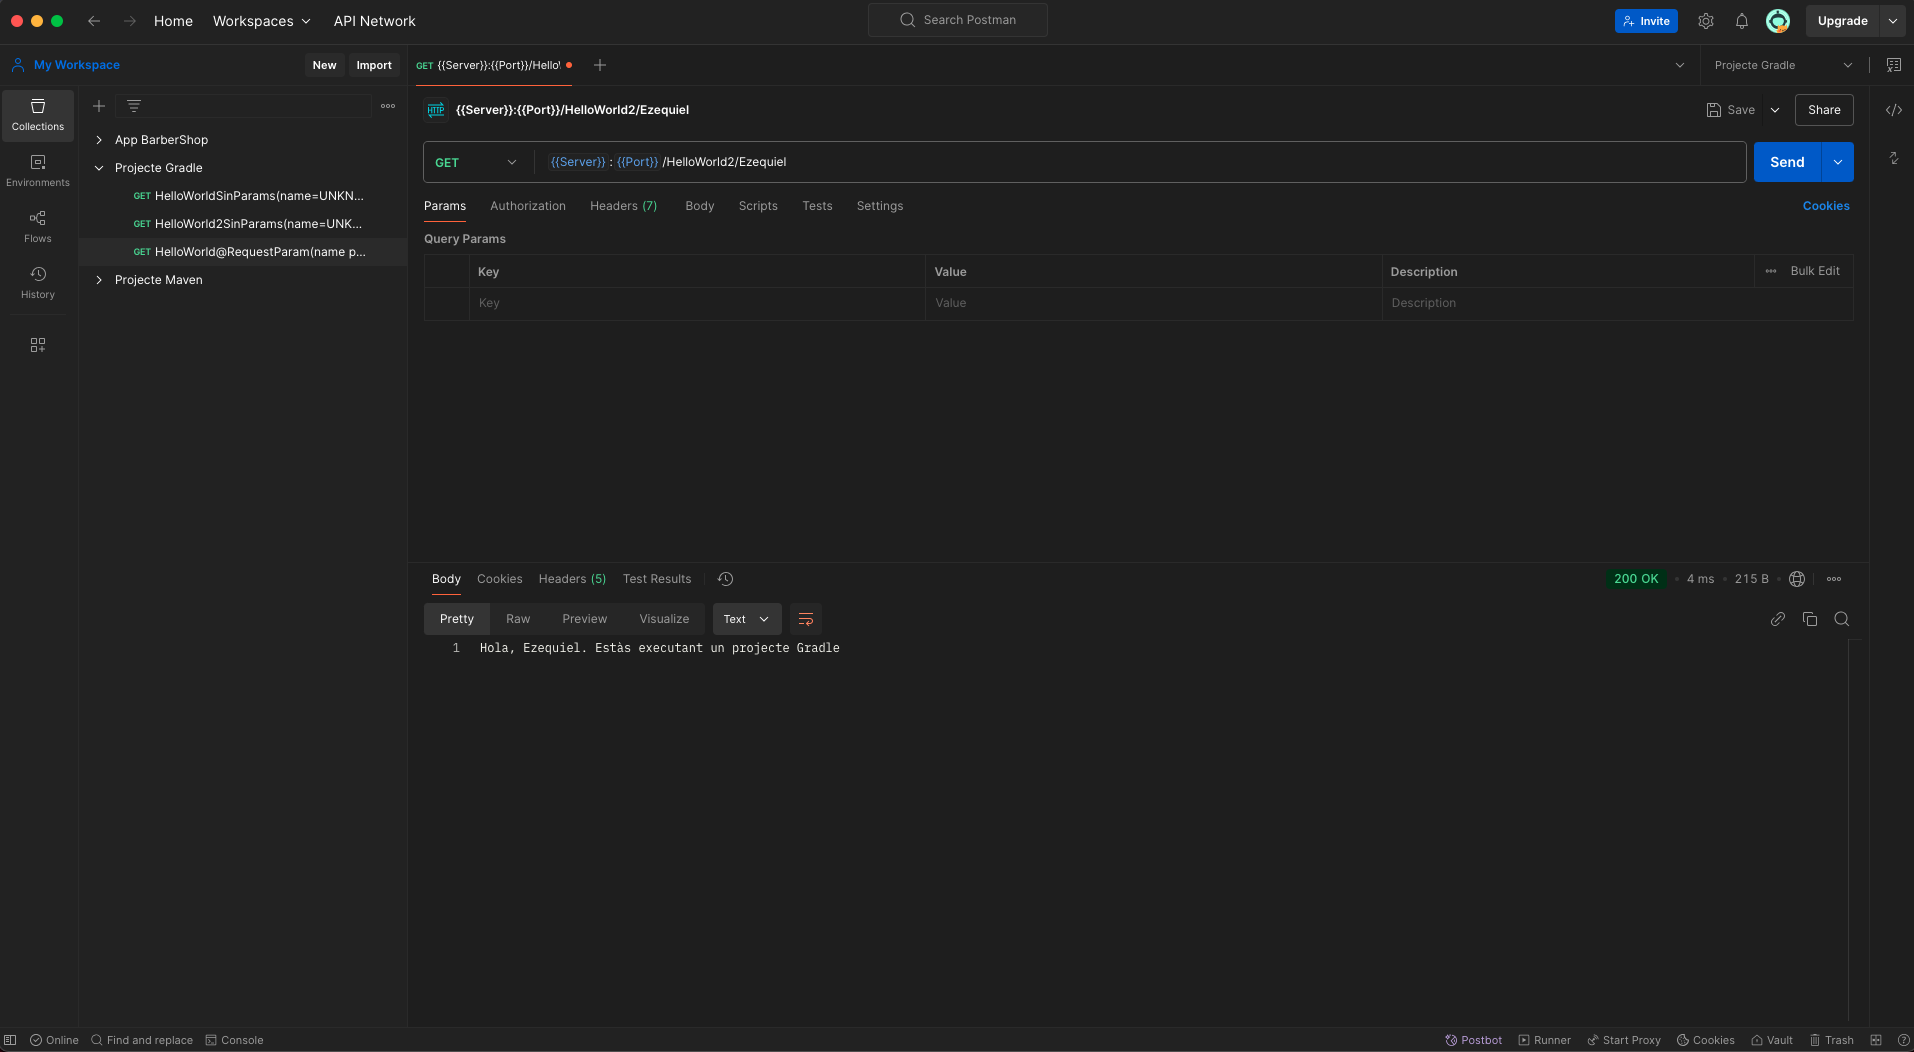 Home Workspaces API Network Search Postman Invite Upgrade
My Workspace New Import GET {{Server}}:{{Port}}/Hello Projecte Gradle
Collections
Environments
Flows
History
App BarberShop
Projecte Gradle
GET HelloWorldSinParams(name=UNKN...
GET HelloWorld2SinParams(name=UNK...
GET HelloWorld@RequestParam(name p...
Projecte Maven
HTTP {{Server}}:{{Port}}/HelloWorld2/Ezequiel Save Share
GET {{Server}} : {{Port}} /HelloWorld2/Ezequiel Send
Params Authorization Headers (7) Body Scripts Tests Settings Cookies
Query Params
Key Value Description Bulk Edit
Key Value Description
Body Cookies Headers (5) Test Results 200 OK • 4 ms • 215 B •
Pretty Raw Preview Visualize Text
1 Hola, Ezequiel. Estàs executant un projecte Gradle
Online Find and replace Console Postbot Runner Start Proxy Cookies Vault Trash